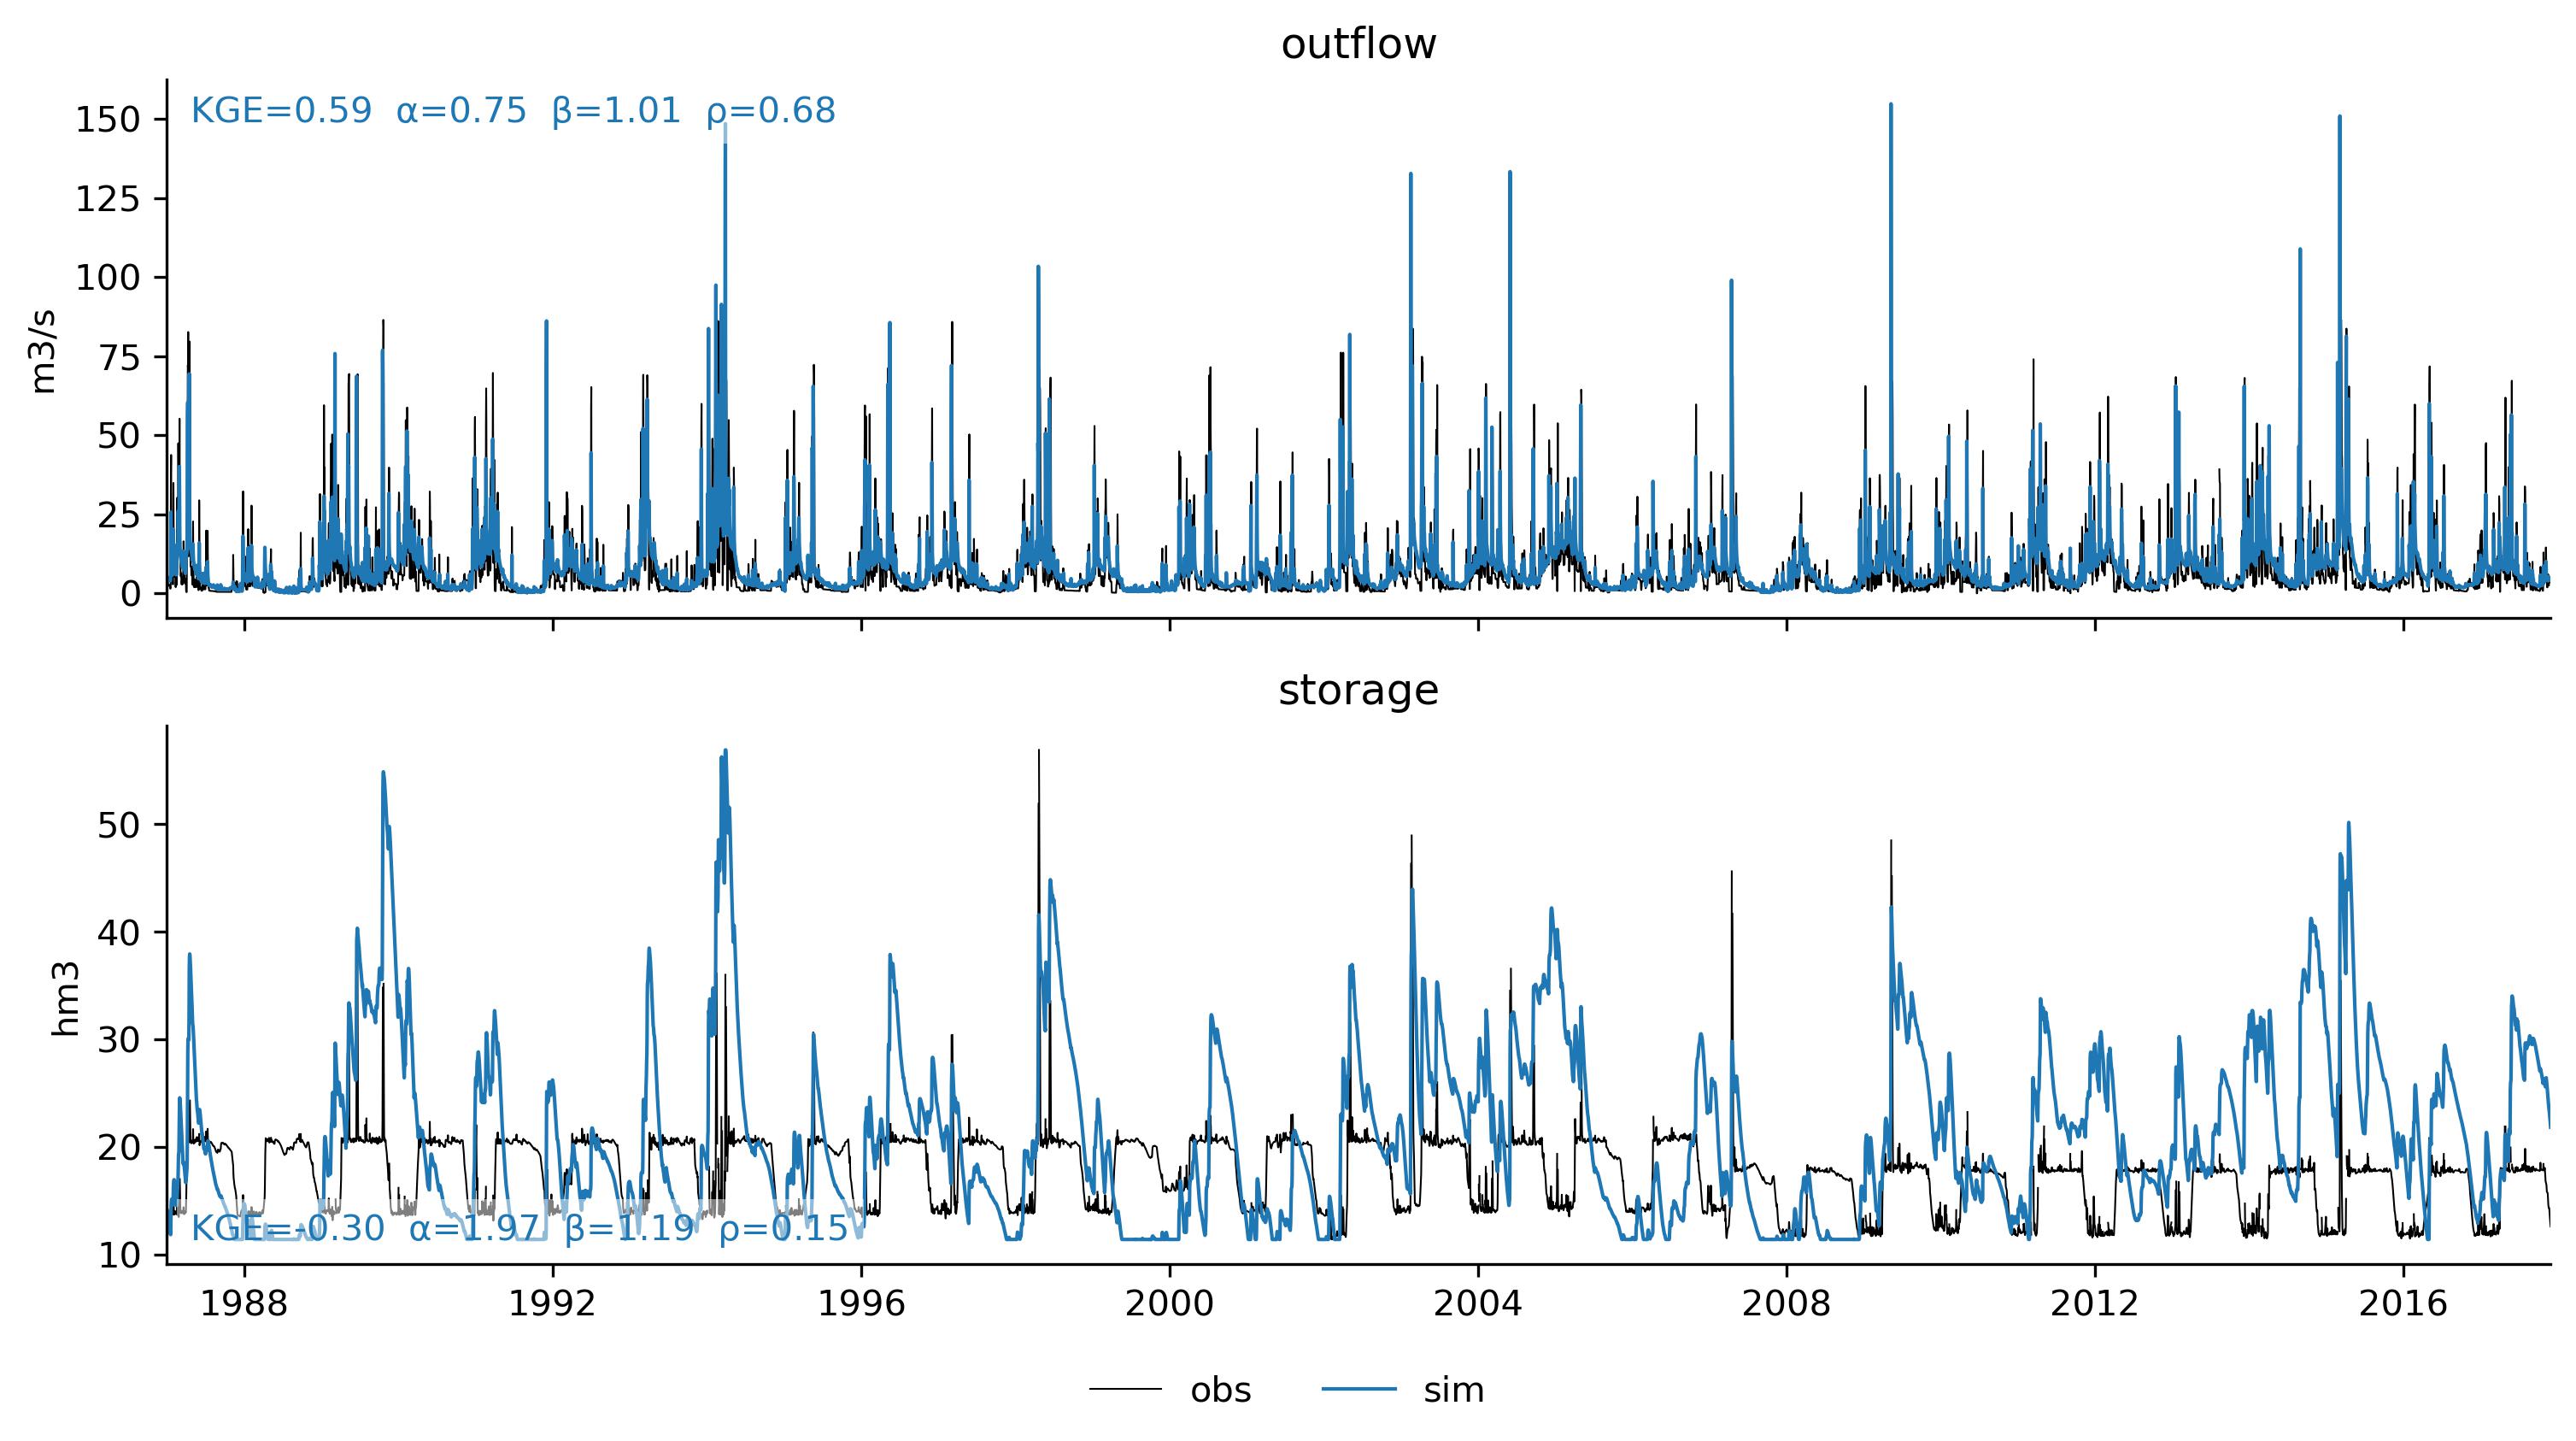 outflow
KGE=0.59 α=0.75 β=1.01 ρ=0.68
150
125
100
75
50
25
0
m3/s
storage
50
40
30
20
10
hm3
KGE=-0.30 α=1.97 β=1.19 ρ=0.15
1988 1992 1996 2000 2004 2008 2012 2016
obs sim